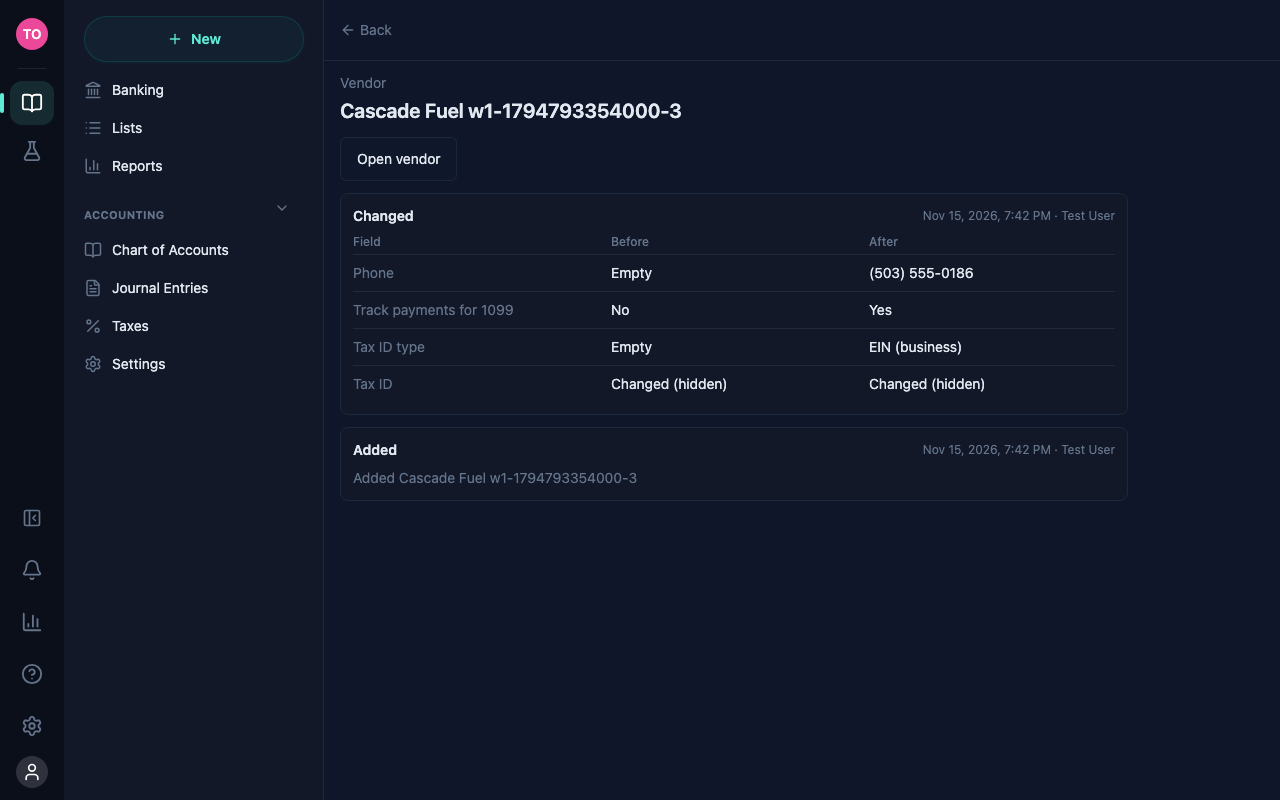 TO
+ New
Banking
Lists
Reports
ACCOUNTING
Chart of Accounts
Journal Entries
Taxes
Settings
← Back
Vendor
Cascade Fuel w1-1794793354000-3
Open vendor
Changed Nov 15, 2026, 7:42 PM · Test User
Field Before After
Phone Empty (503) 555-0186
Track payments for 1099 No Yes
Tax ID type Empty EIN (business)
Tax ID Changed (hidden) Changed (hidden)
Added Nov 15, 2026, 7:42 PM · Test User
Added Cascade Fuel w1-1794793354000-3